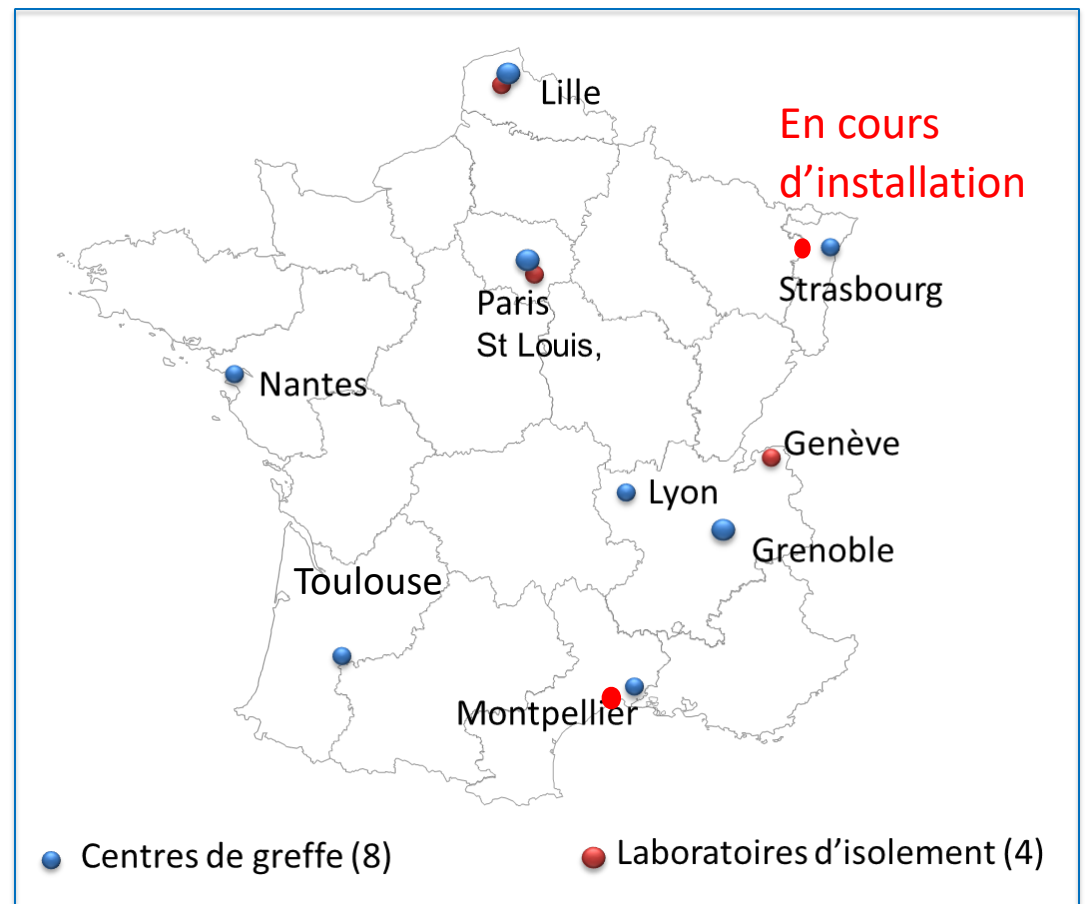 Lille
En cours
d’installation
Strasbourg
Paris
St Louis,
Nantes
Genève
Lyon
Grenoble
Toulouse
Montpellier
Centres de greffe (8)
Laboratoires d’isolement (4)